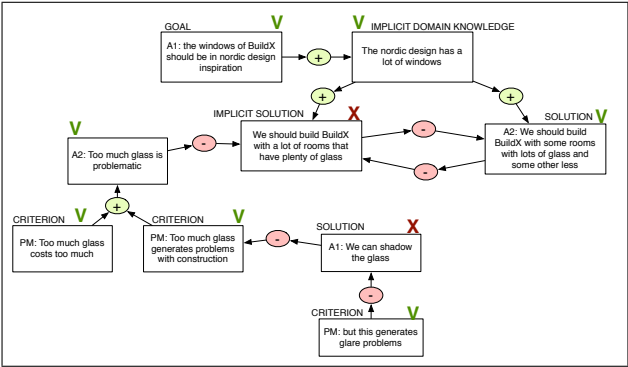 GOAL
V
A1: the windows of BuildX
should be in nordic design
inspiration
+
V
IMPLICIT DOMAIN KNOWLEDGE
The nordic design has a
lot of windows
+
+
IMPLICIT SOLUTION
X
We should build BuildX
with a lot of rooms that
have plenty of glass
-
-
SOLUTION
V
A2: We should build
BuildX with some rooms
with lots of glass and
some other less
V
A2: Too much glass is
problematic
-
+
CRITERION
V
PM: Too much glass
costs too much
CRITERION
V
PM: Too much glass
generates problems
with construction
-
SOLUTION
X
A1: We can shadow
the glass
-
CRITERION
V
PM: but this generates
glare problems